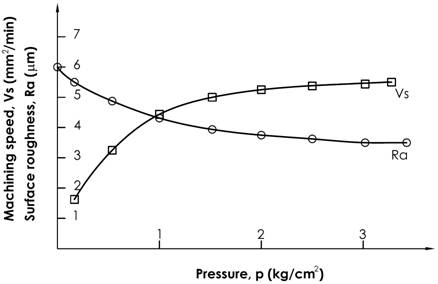 Machining speed, Vs (mm²/min)
Surface roughness, Ra (μm)
7
6
5
4
3
2
1
Vs
Ra
1
2
3
Pressure, p (kg/cm²)